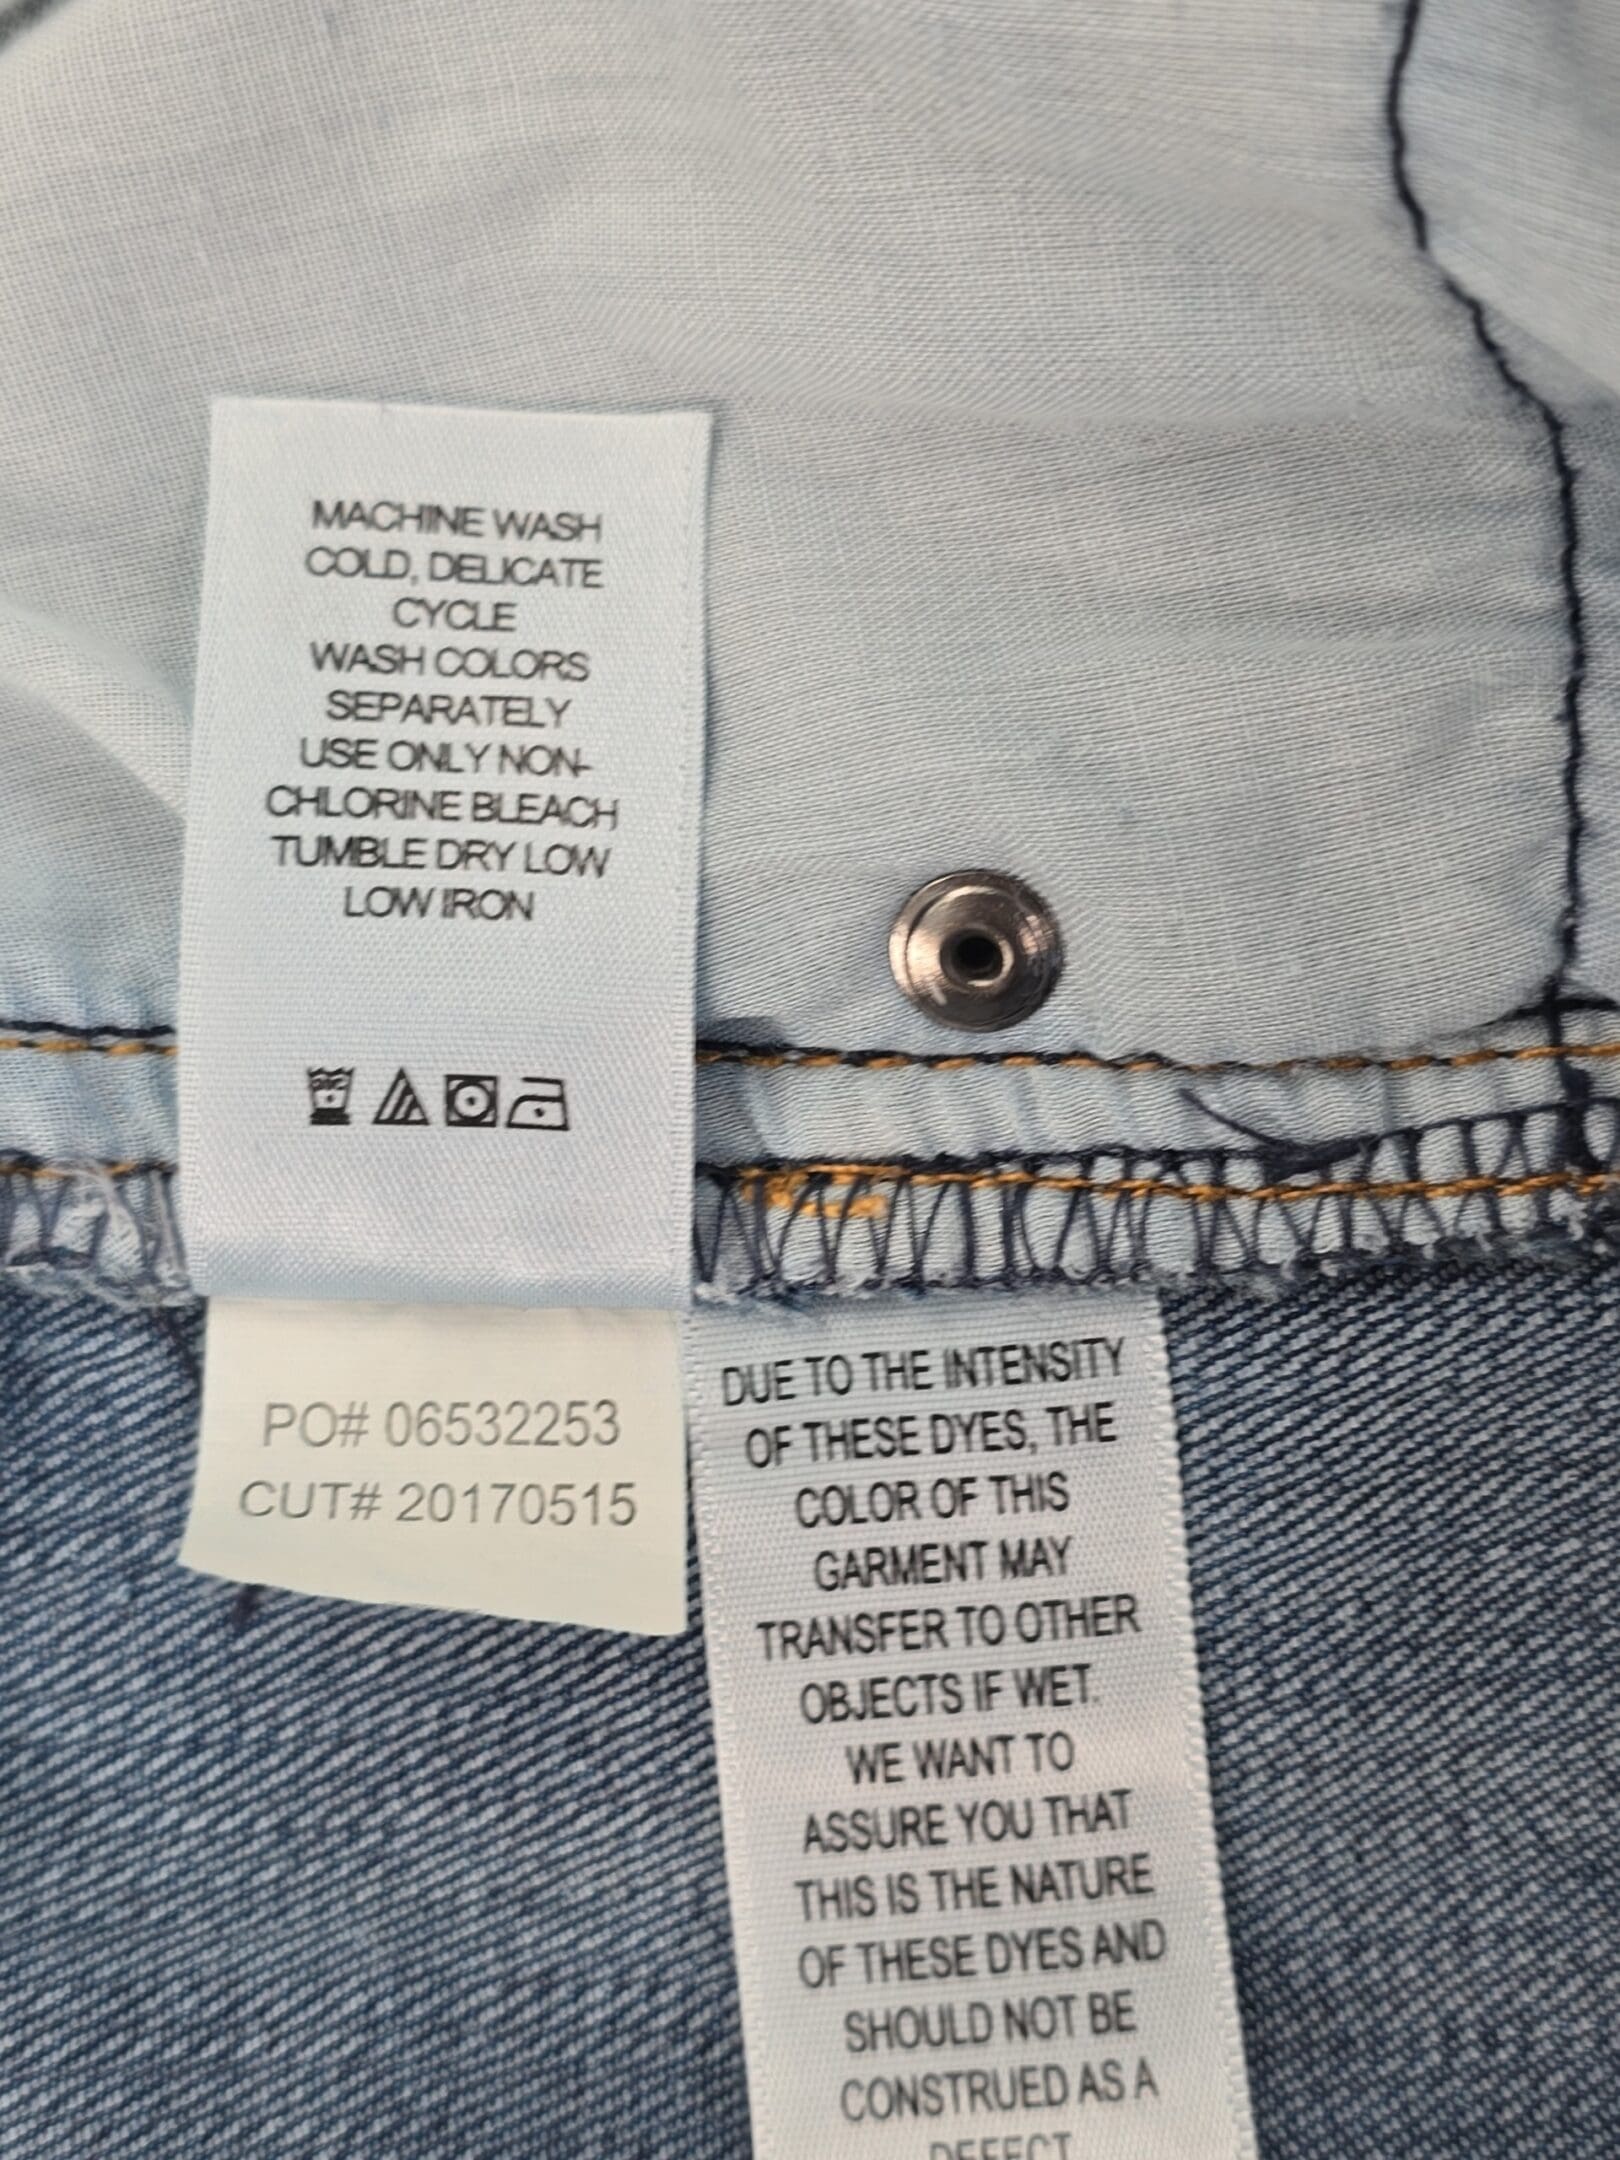 MACHINE WASH
COLD, DELICATE
CYCLE
WASH COLORS
SEPARATELY
USE ONLY NON-
CHLORINE BLEACH
TUMBLE DRY LOW
LOW IRON
PO# 06532253
CUT# 20170515
DUE TO THE INTENSITY
OF THESE DYES, THE
COLOR OF THIS
GARMENT MAY
TRANSFER TO OTHER
OBJECTS IF WET.
WE WANT TO
ASSURE YOU THAT
THIS IS THE NATURE
OF THESE DYES AND
SHOULD NOT BE
CONSTRUED AS A
DEFECT